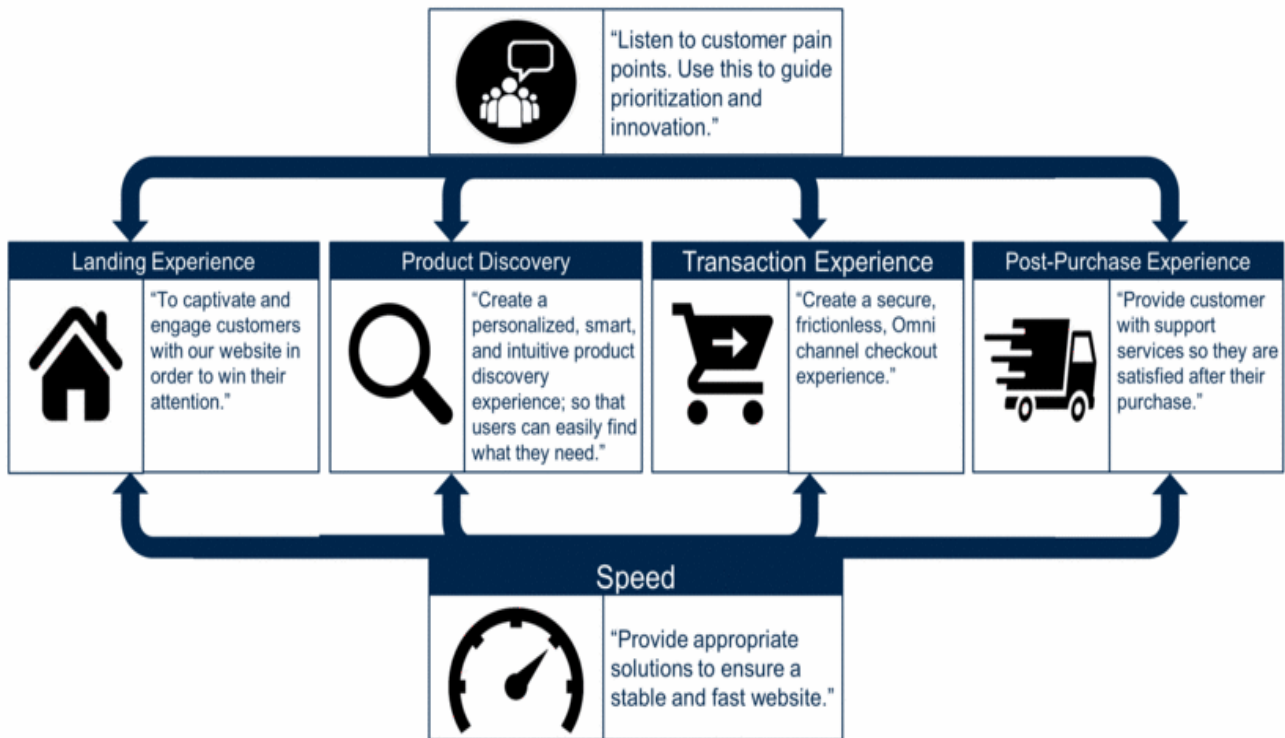 “Listen to customer pain
points. Use this to guide
prioritization and
innovation.”
Landing Experience
“To captivate and
engage customers
with our website in
order to win their
attention.”
Product Discovery
“Create a
personalized, smart,
and intuitive product
discovery
experience; so that
users can easily find
what they need.”
Transaction Experience
“Create a secure,
frictionless, Omni
channel checkout
experience.”
Post-Purchase Experience
“Provide customer
with support
services so they are
satisfied after their
purchase.”
Speed
“Provide appropriate
solutions to ensure a
stable and fast website.”